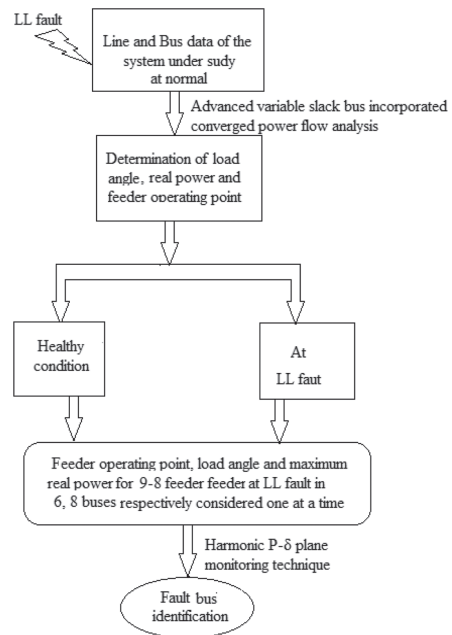 LL fault
Line and Bus data of the
system under sudy
at normal
Advanced variable slack bus incorporated
converged power flow analysis
Determination of load
angle, real power and
feeder operating point
Healthy
condition
At
LL faut
Feeder operating point, load angle and maximum
real power for 9-8 feeder feeder at LL fault in
6, 8 buses respectively considered one at a time
Harmonic P-δ plane
monitoring technique
Fault bus
identification